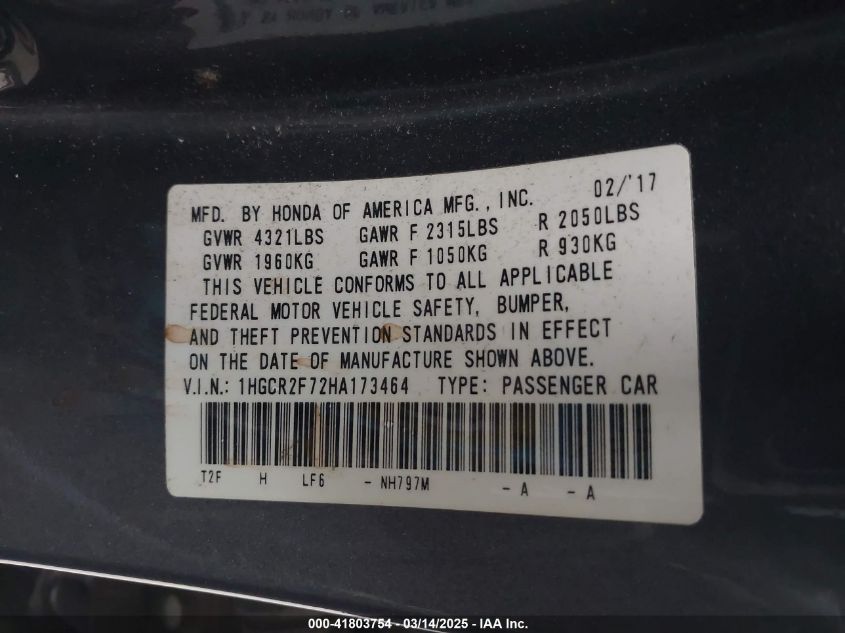 MFD. BY HONDA OF AMERICA MFG., INC. 02/'17
GVWR 4321LBS GAWR F 2315LBS R 2050LBS
GVWR 1960KG GAWR F 1050KG R 930KG
THIS VEHICLE CONFORMS TO ALL APPLICABLE
FEDERAL MOTOR VEHICLE SAFETY, BUMPER,
AND THEFT PREVENTION STANDARDS IN EFFECT
ON THE DATE OF MANUFACTURE SHOWN ABOVE.
V.I.N.: 1HGCR2F72HA173464 TYPE: PASSENGER CAR
T2F H LF6 - NH797M - A - A
000-41803754 - 03/14/2025 - IAA Inc.